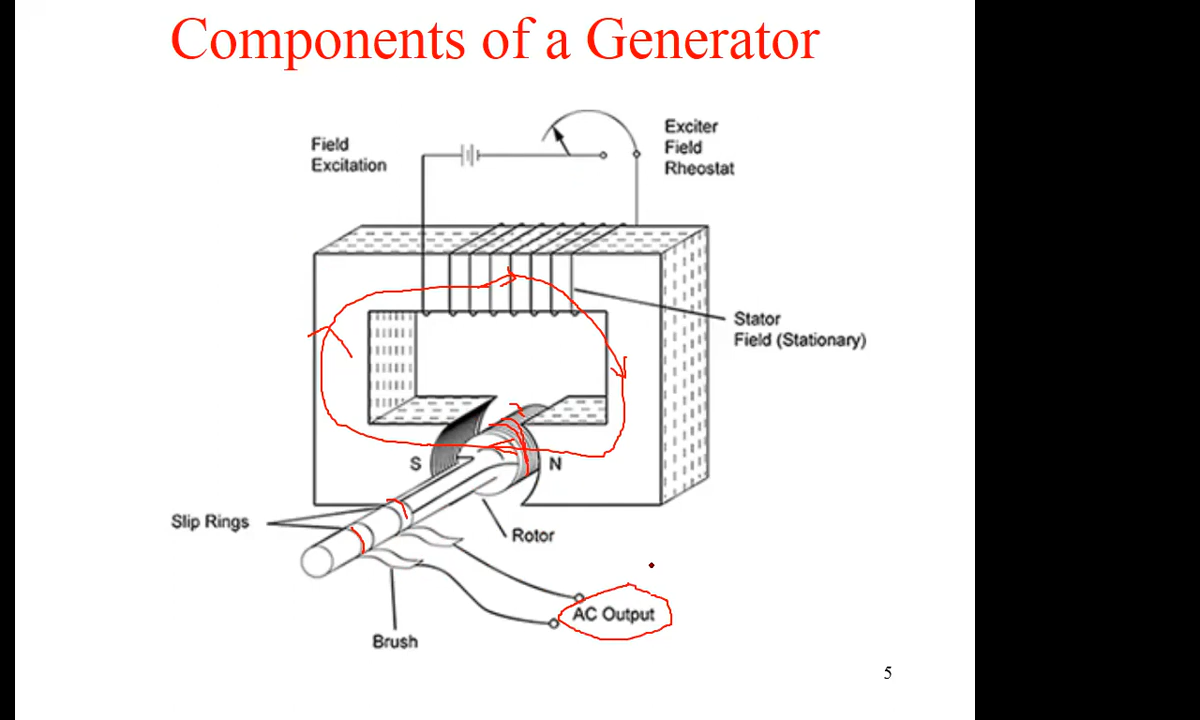 Components of a Generator
Field
Excitation
Exciter
Field
Rheostat
Stator
Field (Stationary)
S
N
Slip Rings
Rotor
AC Output
Brush
5